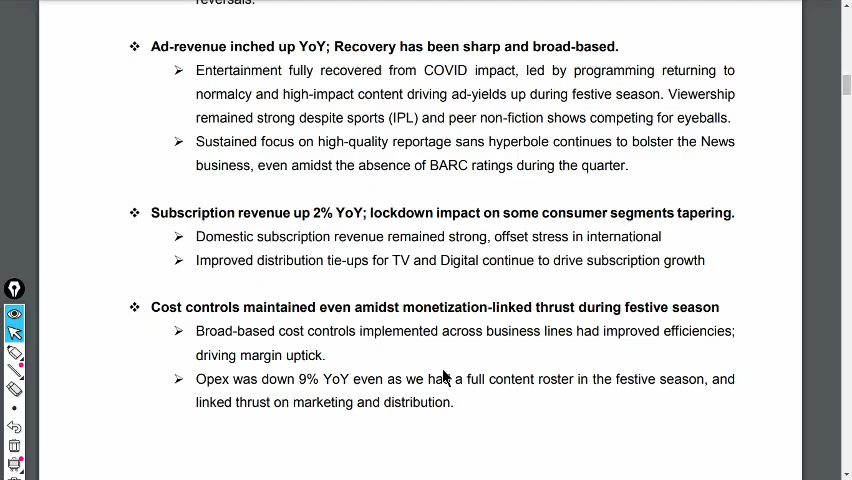 reversals.
❖ Ad-revenue inched up YoY; Recovery has been sharp and broad-based.
➢ Entertainment fully recovered from COVID impact, led by programming returning to
normalcy and high-impact content driving ad-yields up during festive season. Viewership
remained strong despite sports (IPL) and peer non-fiction shows competing for eyeballs.
➢ Sustained focus on high-quality reportage sans hyperbole continues to bolster the News
business, even amidst the absence of BARC ratings during the quarter.
❖ Subscription revenue up 2% YoY; lockdown impact on some consumer segments tapering.
➢ Domestic subscription revenue remained strong, offset stress in international
➢ Improved distribution tie-ups for TV and Digital continue to drive subscription growth
❖ Cost controls maintained even amidst monetization-linked thrust during festive season
➢ Broad-based cost controls implemented across business lines had improved efficiencies;
driving margin uptick.
➢ Opex was down 9% YoY even as we had a full content roster in the festive season, and
linked thrust on marketing and distribution.